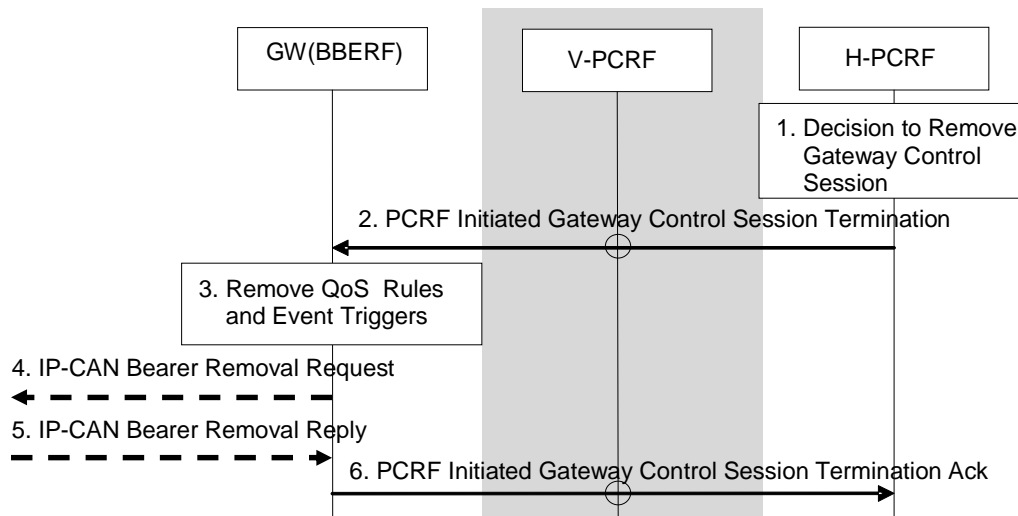 GW(BBERF)
V-PCRF
H-PCRF
1. Decision to Remove
Gateway Control
Session
2. PCRF Initiated Gateway Control Session Termination
3. Remove QoS Rules
and Event Triggers
4. IP-CAN Bearer Removal Request
5. IP-CAN Bearer Removal Reply
6. PCRF Initiated Gateway Control Session Termination Ack